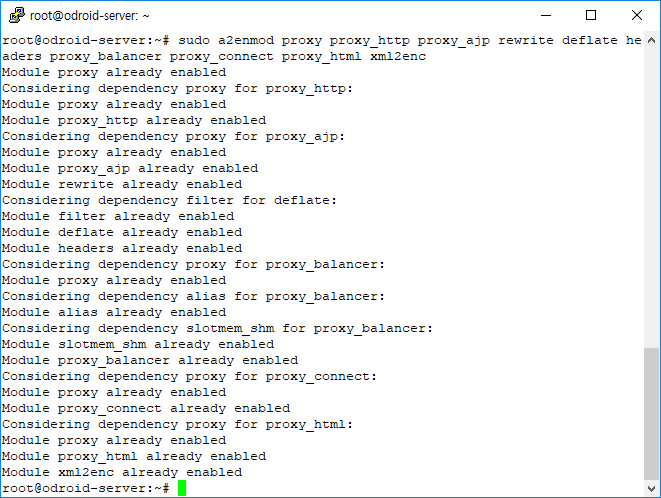 root@odroid-server: ~
root@odroid-server:~# sudo a2enmod proxy proxy_http proxy_ajp rewrite deflate he
aders proxy_balancer proxy_connect proxy_html xml2enc
Module proxy already enabled
Considering dependency proxy for proxy_http:
Module proxy already enabled
Module proxy_http already enabled
Considering dependency proxy for proxy_ajp:
Module proxy already enabled
Module proxy_ajp already enabled
Module rewrite already enabled
Considering dependency filter for deflate:
Module filter already enabled
Module deflate already enabled
Module headers already enabled
Considering dependency proxy for proxy_balancer:
Module proxy already enabled
Considering dependency alias for proxy_balancer:
Module alias already enabled
Considering dependency slotmem_shm for proxy_balancer:
Module slotmem_shm already enabled
Module proxy_balancer already enabled
Considering dependency proxy for proxy_connect:
Module proxy already enabled
Module proxy_connect already enabled
Considering dependency proxy for proxy_html:
Module proxy already enabled
Module proxy_html already enabled
Module xml2enc already enabled
root@odroid-server:~#